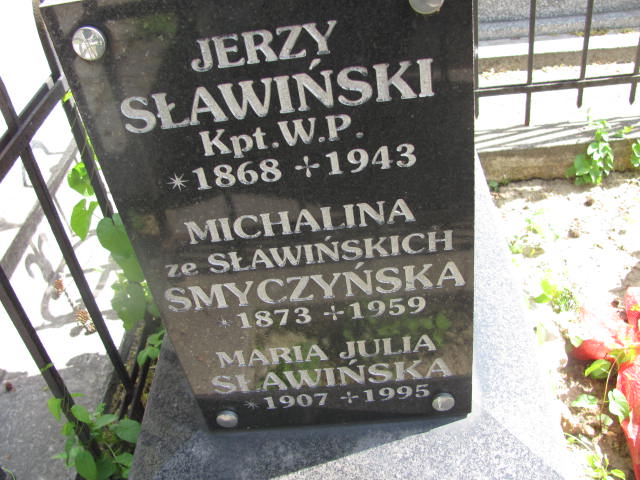 JERZY
SŁAWIŃSKI
Kpt. W. P.
*1868 ✢1943
MICHALINA
ze SŁAWIŃSKICH
SMYCZYŃSKA
*1873 ✢1959
MARIA JULIA
SŁAWIŃSKA
*1907 ✢1995